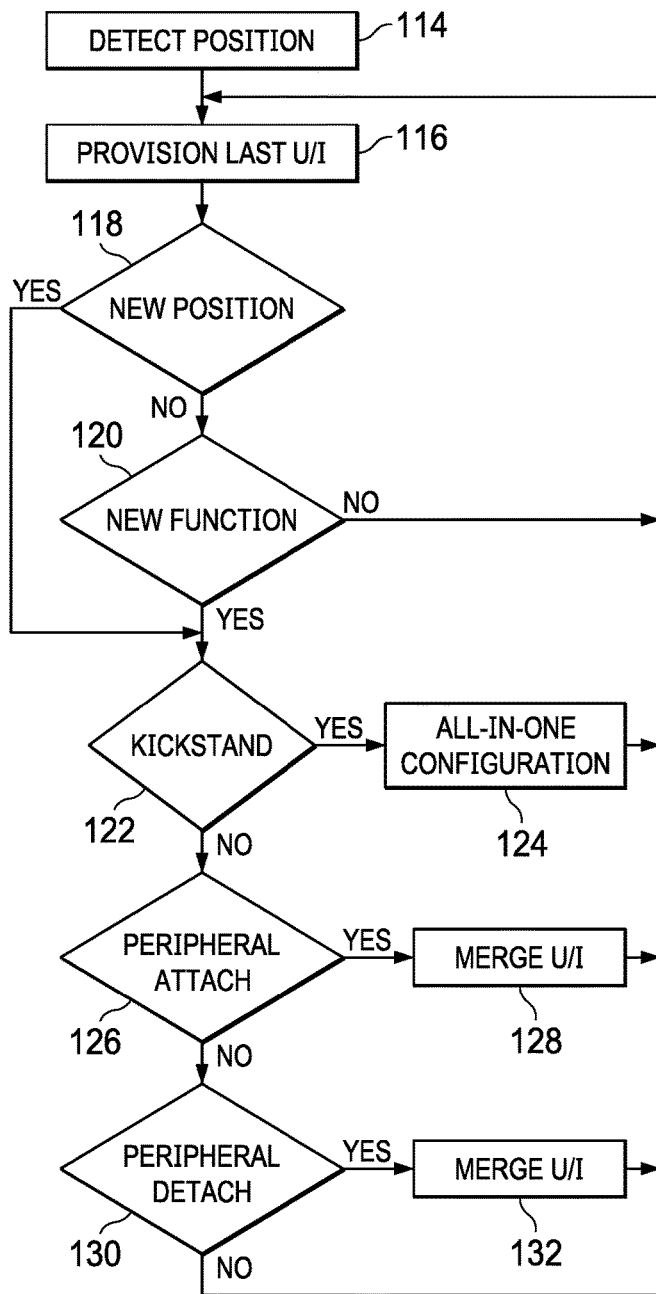 DETECT POSITION
114
PROVISION LAST U/I
116
118
YES
NEW POSITION
NO
120
NEW FUNCTION
NO
YES
KICKSTAND
YES
ALL-IN-ONE
CONFIGURATION
122
124
NO
PERIPHERAL
ATTACH
YES
MERGE U/I
126
128
NO
PERIPHERAL
DETACH
YES
MERGE U/I
130
132
NO